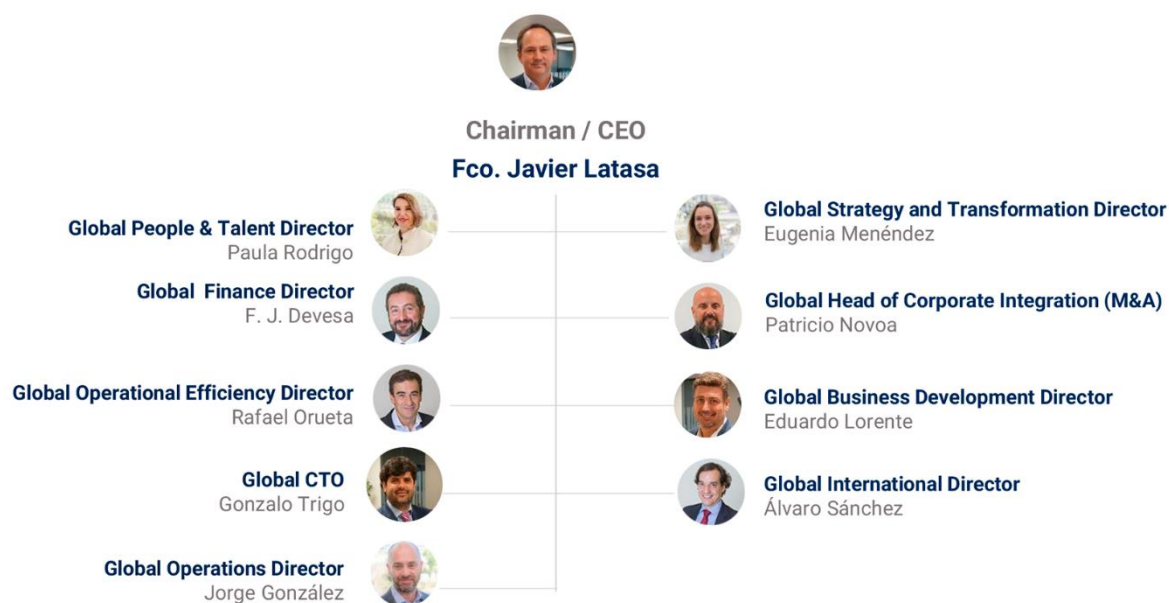 Chairman / CEO
Fco. Javier Latasa
Global People & Talent Director
Paula Rodrigo
Global Finance Director
F. J. Devesa
Global Operational Efficiency Director
Rafael Orueta
Global CTO
Gonzalo Trigo
Global Operations Director
Jorge González
Global Strategy and Transformation Director
Eugenia Menéndez
Global Head of Corporate Integration (M&A)
Patricio Novoa
Global Business Development Director
Eduardo Lorente
Global International Director
Álvaro Sánchez